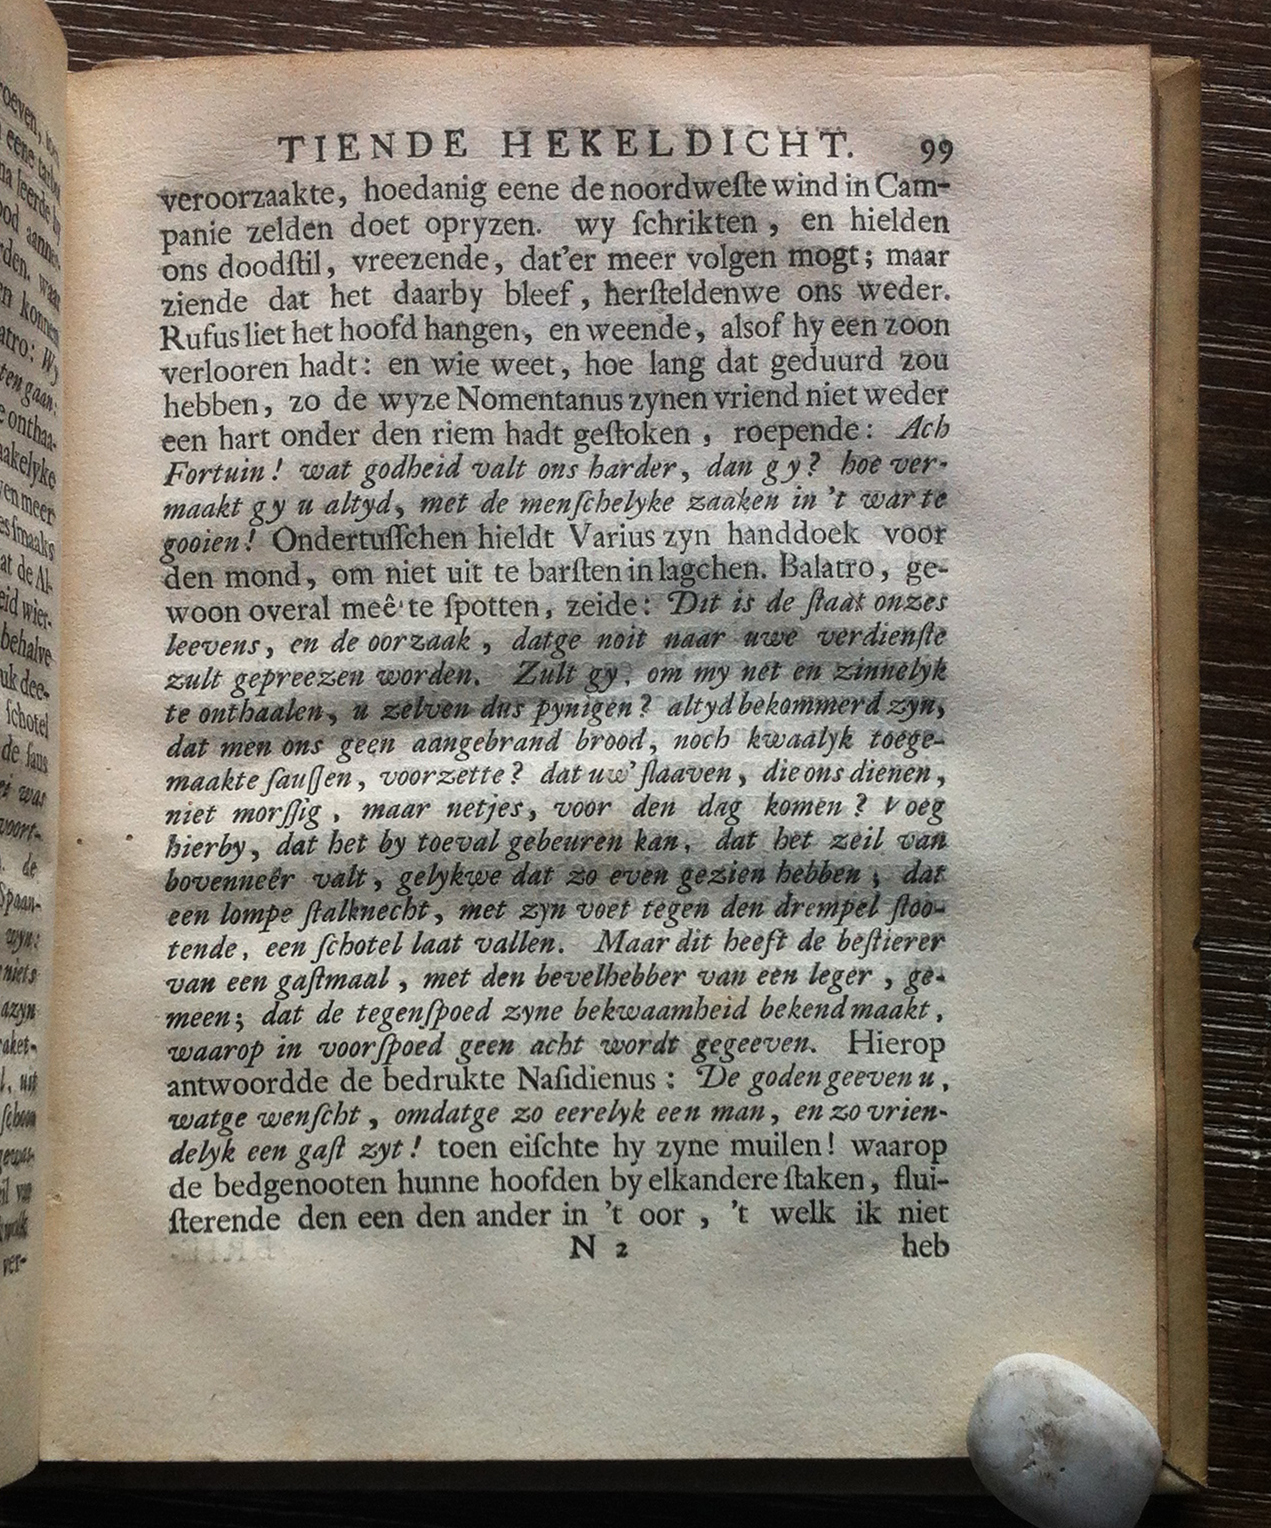 TIENDE HEKELDICHT. 99
veroorzaakte, hoedanig eene de noordweſte wind in Cam-
panie zelden doet opryzen. wy ſchrikten, en hielden
ons doodſtil, vreezende, dat'er meer volgen mogt; maar
ziende dat het daarby bleef, herſteldenwe ons weder.
Rufus liet het hoofd hangen, en weende, alsof hy een zoon
verlooren hadt: en wie weet, hoe lang dat geduurd zou
hebben, zo de wyze Nomentanus zynen vriend niet weder
een hart onder den riem hadt geſtoken, roepende: Ach
Fortuin! wat godheid valt ons harder, dan gy? hoe ver-
maakt gy u altyd, met de menſchelyke zaaken in 't warte
gooien! Ondertuſſchen hieldt Varius zyn handdoek voor
den mond, om niet uit te barſten in lagchen. Balatro, ge-
woon overal meê te ſpotten, zeide: Dit is de ſtaat onzes
leevens, en de oorzaak, datge noit naar uwe verdienſte
zult gepreezen worden. Zult gy, om my net en zinnelyk
te onthaalen, u zelven dus pynigen? altyd bekommerd zyn,
dat men ons geen aangebrand brood, noch kwaalyk toege-
maakte ſauſſen, voorzette? dat uw' ſlaaven, die ons dienen,
niet morſſig, maar netjes, voor den dag komen? Voeg
hierby, dat het by toeval gebeuren kan, dat het zeil van
bovenneêr valt, gelykwe dat zo even gezien hebben; dat
een lompe ſtalknecht, met zyn voet tegen den drempel ſtoo-
tende, een ſchotel laat vallen. Maar dit heeft de beſtierer
van een gaſtmaal, met den bevelhebber van een leger, ge-
meen; dat de tegenſpoed zyne bekwaamheid bekend maakt,
waarop in voorſpoed geen acht wordt gegeeven. Hierop
antwoordde de bedrukte Naſidienus: De goden geeven u,
watge wenſcht, omdatge zo eerelyk een man, en zo vrien-
delyk een gaſt zyt! toen eiſchte hy zyne muilen! waarop
de bedgenooten hunne hoofden by elkandere ſtaken, flui-
ſterende den een den ander in 't oor, 't welk ik niet
N 2 heb